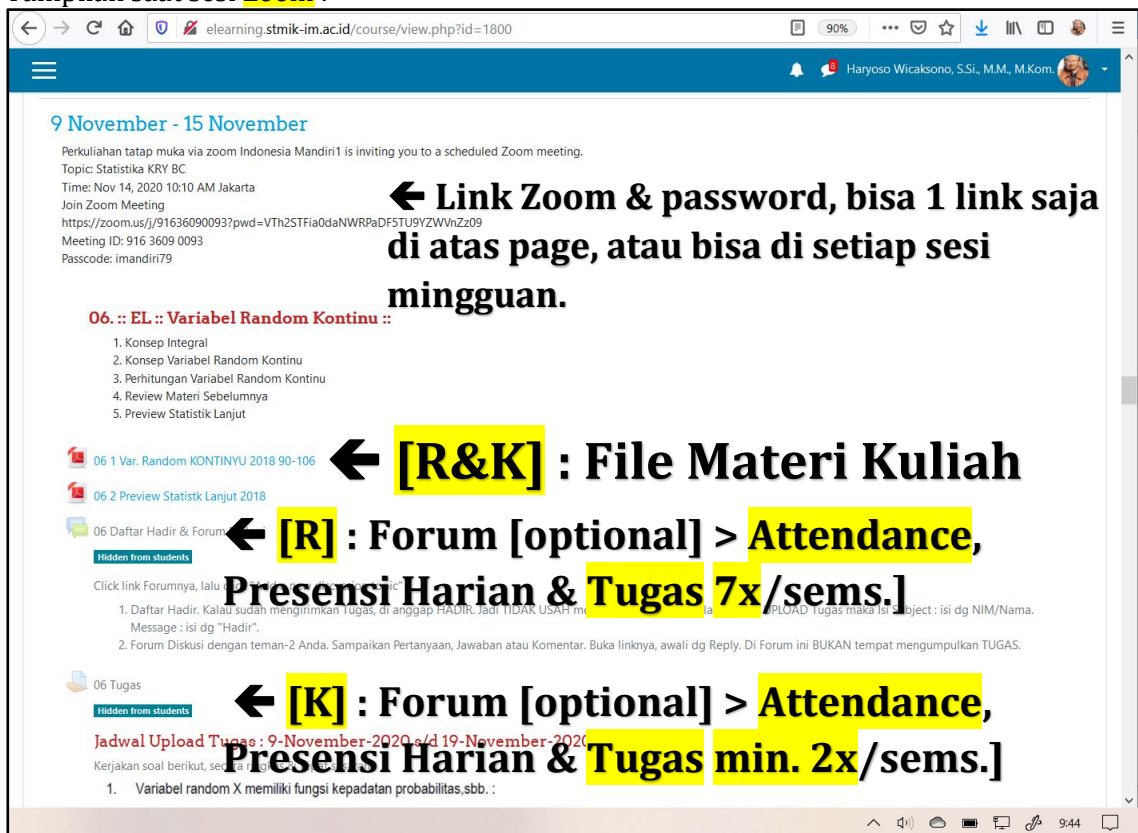 elearning.stmik-im.ac.id/course/view.php?id=1800
90%
8
Haryoso Wicaksono, S.Si., M.M., M.Kom.
9 November - 15 November
Perkuliahan tatap muka via zoom Indonesia Mandiri1 is inviting you to a scheduled Zoom meeting.
Topic: Statistika KRY BC
Time: Nov 14, 2020 10:10 AM Jakarta
Join Zoom Meeting
https://zoom.us/j/91636090093?pwd=VTh2STFia0daNWRPaDF5TU9YZWVnZz09
Meeting ID: 916 3609 0093
Passcode: imandiri79
🡸 Link Zoom & password, bisa 1 link saja
di atas page, atau bisa di setiap sesi
mingguan.
06. :: EL :: Variabel Random Kontinu ::
1. Konsep Integral
2. Konsep Variabel Random Kontinu
3. Perhitungan Variabel Random Kontinu
4. Review Materi Sebelumnya
5. Preview Statistik Lanjut
06 1 Var. Random KONTINYU 2018 90-106
🡸 [R&K] : File Materi Kuliah
06 2 Preview Statistk Lanjut 2018
06 Daftar Hadir & Forum
🡸 [R] : Forum [optional] > Attendance,
Presensi Harian & Tugas 7x/sems.]
Hidden from students
Click link Forumnya, lalu
1. Daftar Hadir. Kalau sudah mengirimkan Tugas, di anggap HADIR. Jadi TIDAK USAH UPLOAD Tugas maka Isi Subject : isi dg NIM/Nama.
Message : isi dg "Hadir".
2. Forum Diskusi dengan teman-2 Anda. Sampaikan Pertanyaan, Jawaban atau Komentar. Buka linknya, awali dg Reply. Di Forum ini BUKAN tempat mengumpulkan TUGAS.
06 Tugas
Hidden from students
🡸 [K] : Forum [optional] > Attendance,
Presensi Harian & Tugas min. 2x/sems.]
Jadwal Upload Tugas : 9-November-2020 s/d 19-November-2020
Kerjakan soal berikut,
1. Variabel random X memiliki fungsi kepadatan probabilitas,sbb. :
9:44